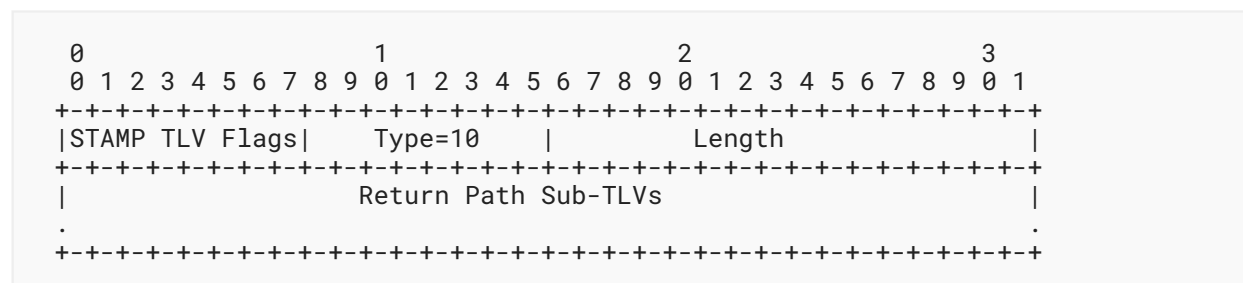 0                   1                   2                   3
 0 1 2 3 4 5 6 7 8 9 0 1 2 3 4 5 6 7 8 9 0 1 2 3 4 5 6 7 8 9 0 1
+-+-+-+-+-+-+-+-+-+-+-+-+-+-+-+-+-+-+-+-+-+-+-+-+-+-+-+-+-+-+-+-+
|STAMP TLV Flags|    Type=10    |         Length                |
+-+-+-+-+-+-+-+-+-+-+-+-+-+-+-+-+-+-+-+-+-+-+-+-+-+-+-+-+-+-+-+-+
|                   Return Path Sub-TLVs                        |
.                                                               .
+-+-+-+-+-+-+-+-+-+-+-+-+-+-+-+-+-+-+-+-+-+-+-+-+-+-+-+-+-+-+-+-+